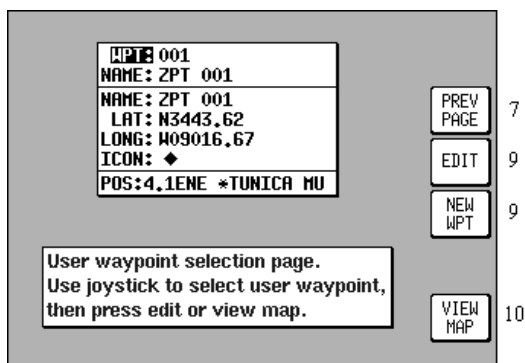 WPT: 001
NAME: ZPT 001
NAME: ZPT 001
LAT: N3443.62
LONG: W09016.67
ICON: ◆
POS:4.1ENE *TUNICA MU
PREV
PAGE
7
EDIT
9
NEW
WPT
9
User waypoint selection page.
Use joystick to select user waypoint,
then press edit or view map.
VIEW
MAP
10